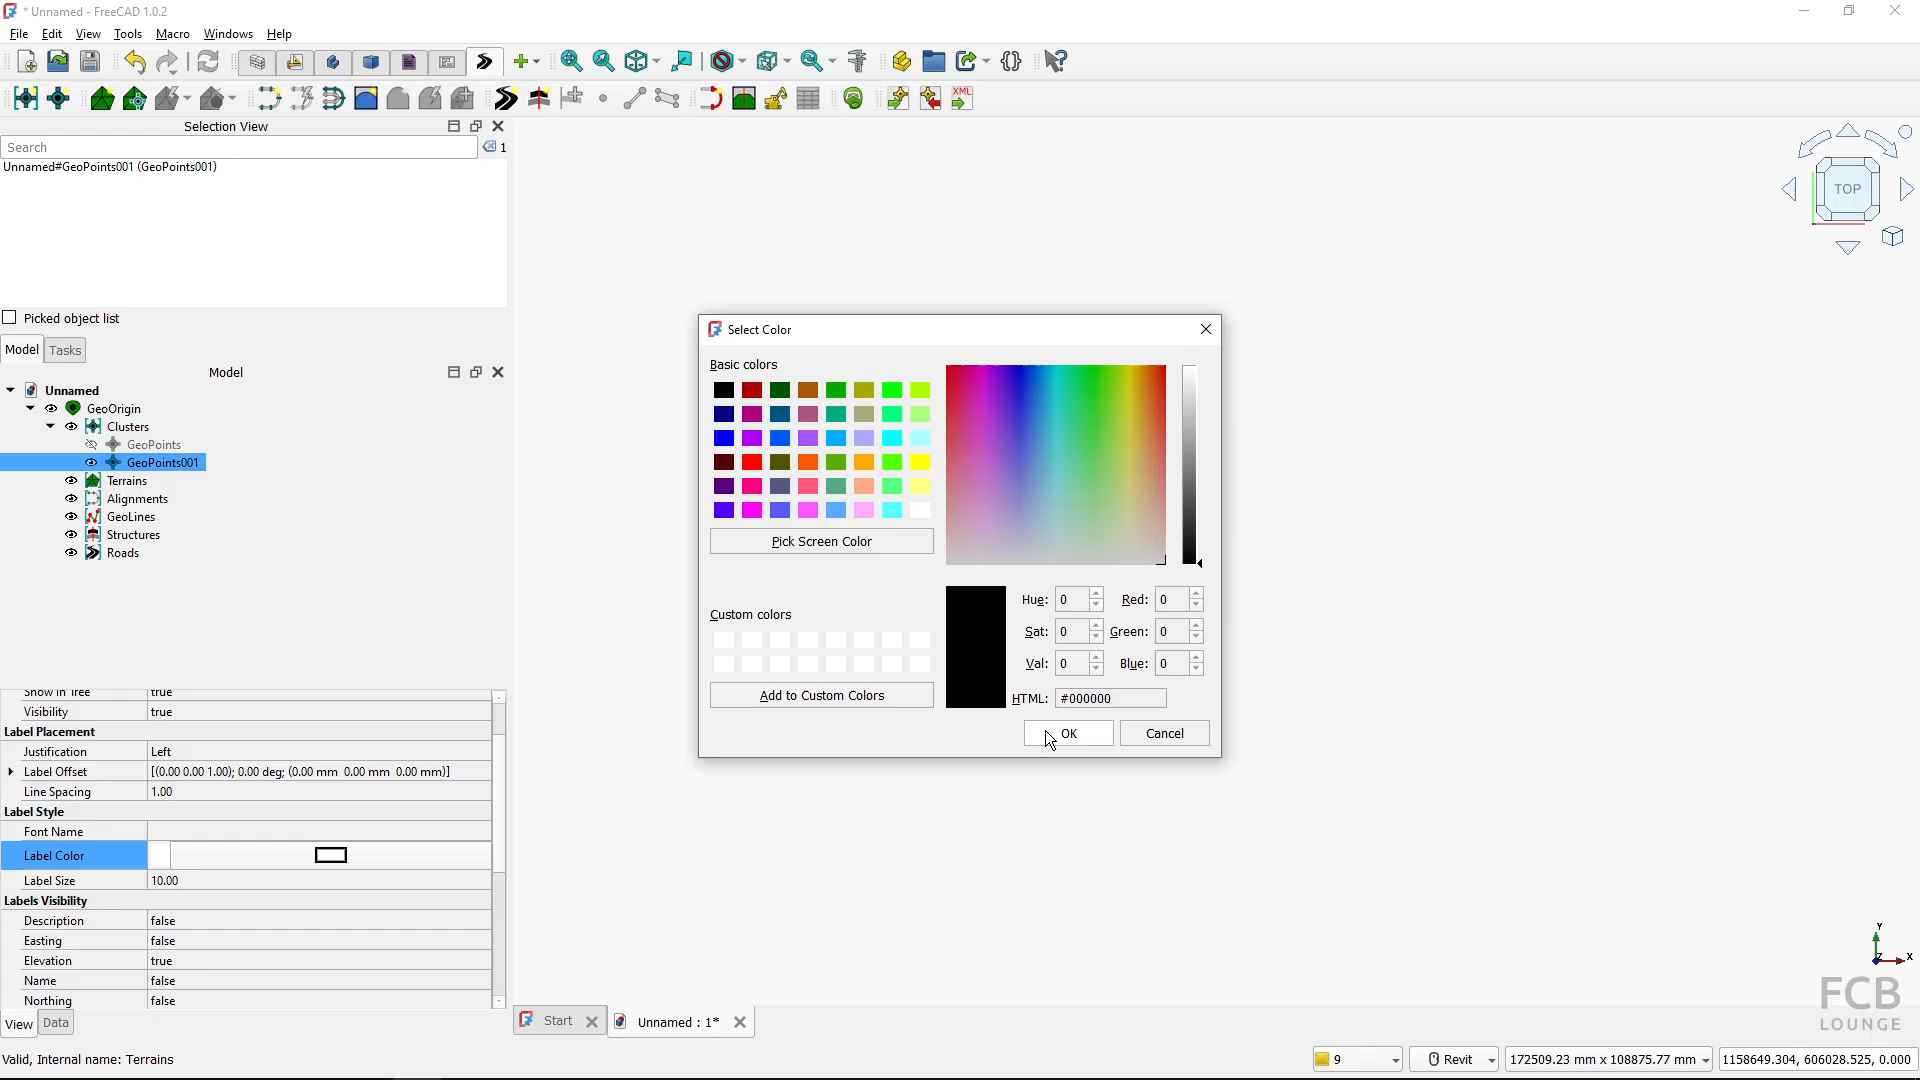 * Unnamed - FreeCAD 1.0.2
File Edit View Tools Macro Windows Help
XML
Selection View
Search
1
Unnamed#GeoPoints001 (GeoPoints001)
Picked object list
Model Tasks
Model
Unnamed
GeoOrigin
Clusters
GeoPoints
GeoPoints001
Terrains
Alignments
GeoLines
Structures
Roads
Show In Tree true
Visibility true
Label Placement
Justification Left
Label Offset [(0.00 0.00 1.00); 0.00 deg; (0.00 mm 0.00 mm 0.00 mm)]
Line Spacing 1.00
Label Style
Font Name
Label Color
Label Size 10.00
Labels Visibility
Description false
Easting false
Elevation true
Name false
Northing false
View Data
Valid, Internal name: Terrains
Select Color
Basic colors
Pick Screen Color
Custom colors
Add to Custom Colors
Hue: 0 Red: 0
Sat: 0 Green: 0
Val: 0 Blue: 0
HTML: #000000
OK Cancel
TOP
Y
Z X
FCB
LOUNGE
Start Unnamed : 1*
9 Revit 172509.23 mm x 108875.77 mm 1158649.304, 606028.525, 0.000